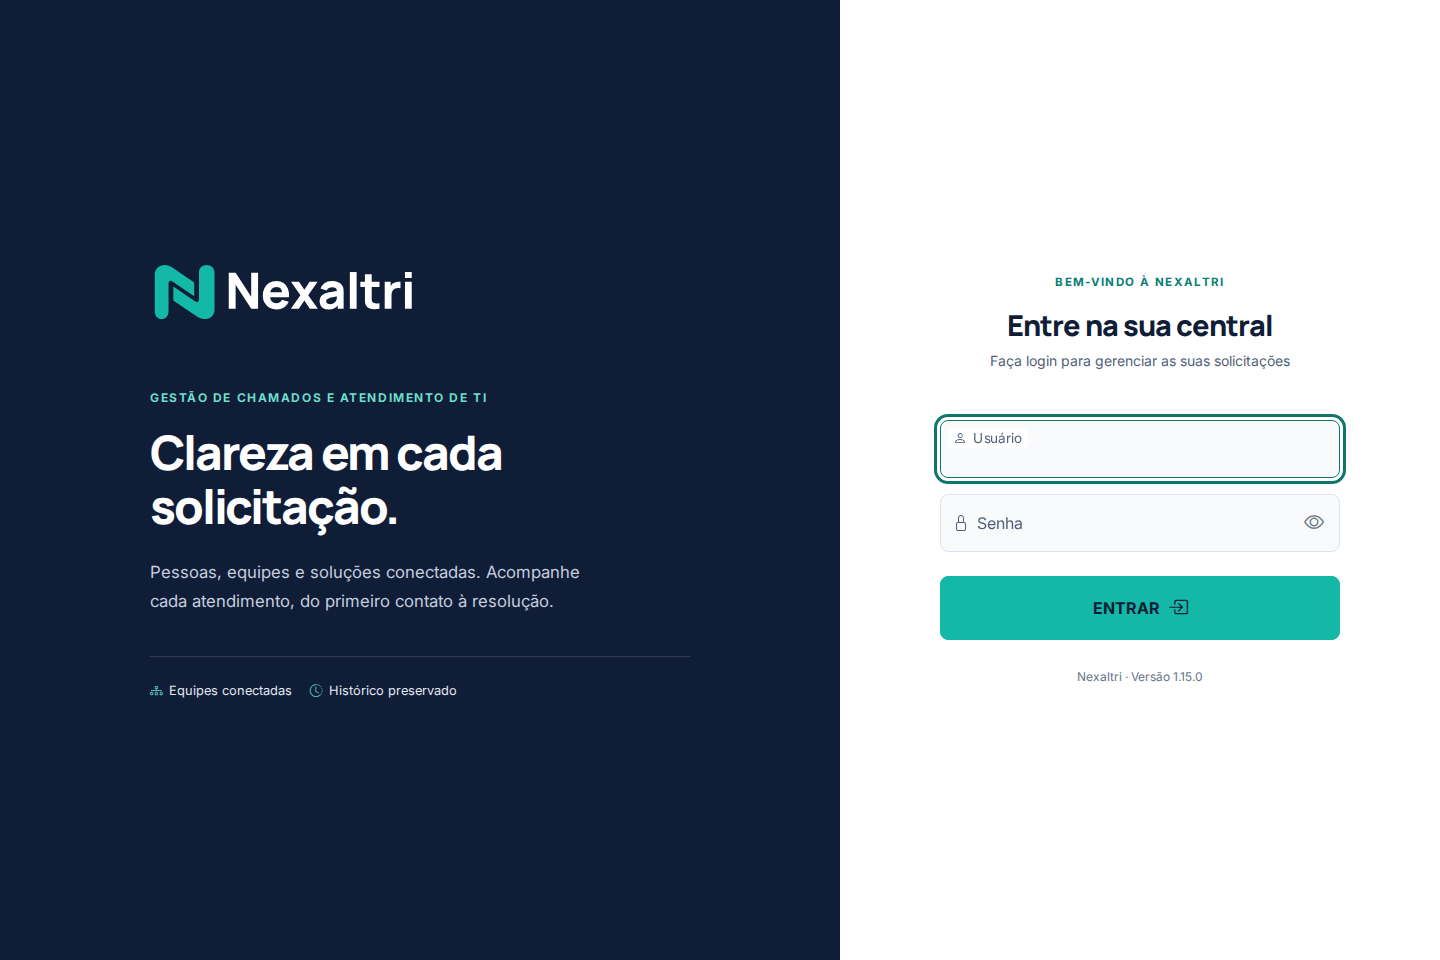 Nexaltri
GESTÃO DE CHAMADOS E ATENDIMENTO DE TI
Clareza em cada
solicitação.
Pessoas, equipes e soluções conectadas. Acompanhe
cada atendimento, do primeiro contato à resolução.
Equipes conectadas
Histórico preservado
BEM-VINDO À NEXALTRI
Entre na sua central
Faça login para gerenciar as suas solicitações
Usuário
Senha
ENTRAR
Nexaltri · Versão 1.15.0